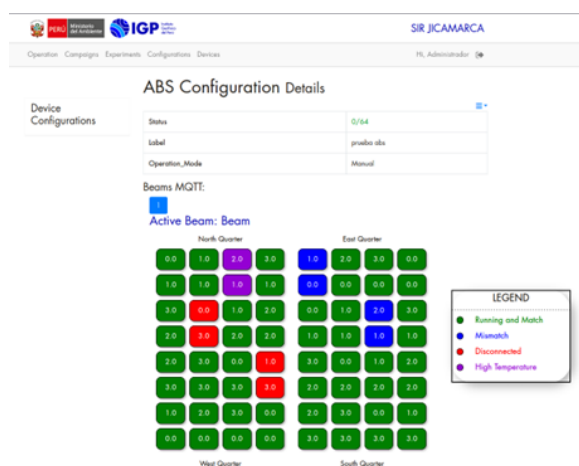 PERÚ Ministerio del Ambiente IGP SIR JICAMARCA
Operation Campaigns Experiments Configurations Devices Hi, Administrador
ABS Configuration Details
Device Configurations
Status 0/64
Label prueba abs
Operation_Mode Manual
Beams MQTT:
1
Active Beam: Beam
North Quarter East Quarter
0.0 1.0 2.0 3.0 1.0 2.0 3.0 0.0
1.0 1.0 1.0 1.0 0.0 0.0 0.0 0.0
3.0 0.0 1.0 2.0 0.0 1.0 2.0 3.0
2.0 3.0 2.0 2.0 1.0 1.0 1.0 1.0
2.0 3.0 0.0 1.0 3.0 0.0 1.0 2.0
3.0 3.0 3.0 3.0 2.0 2.0 2.0 2.0
1.0 2.0 3.0 0.0 2.0 3.0 0.0 1.0
0.0 0.0 0.0 0.0 3.0 3.0 3.0 3.0
West Quarter South Quarter
LEGEND
Running and Match
Mismatch
Disconnected
High Temperature